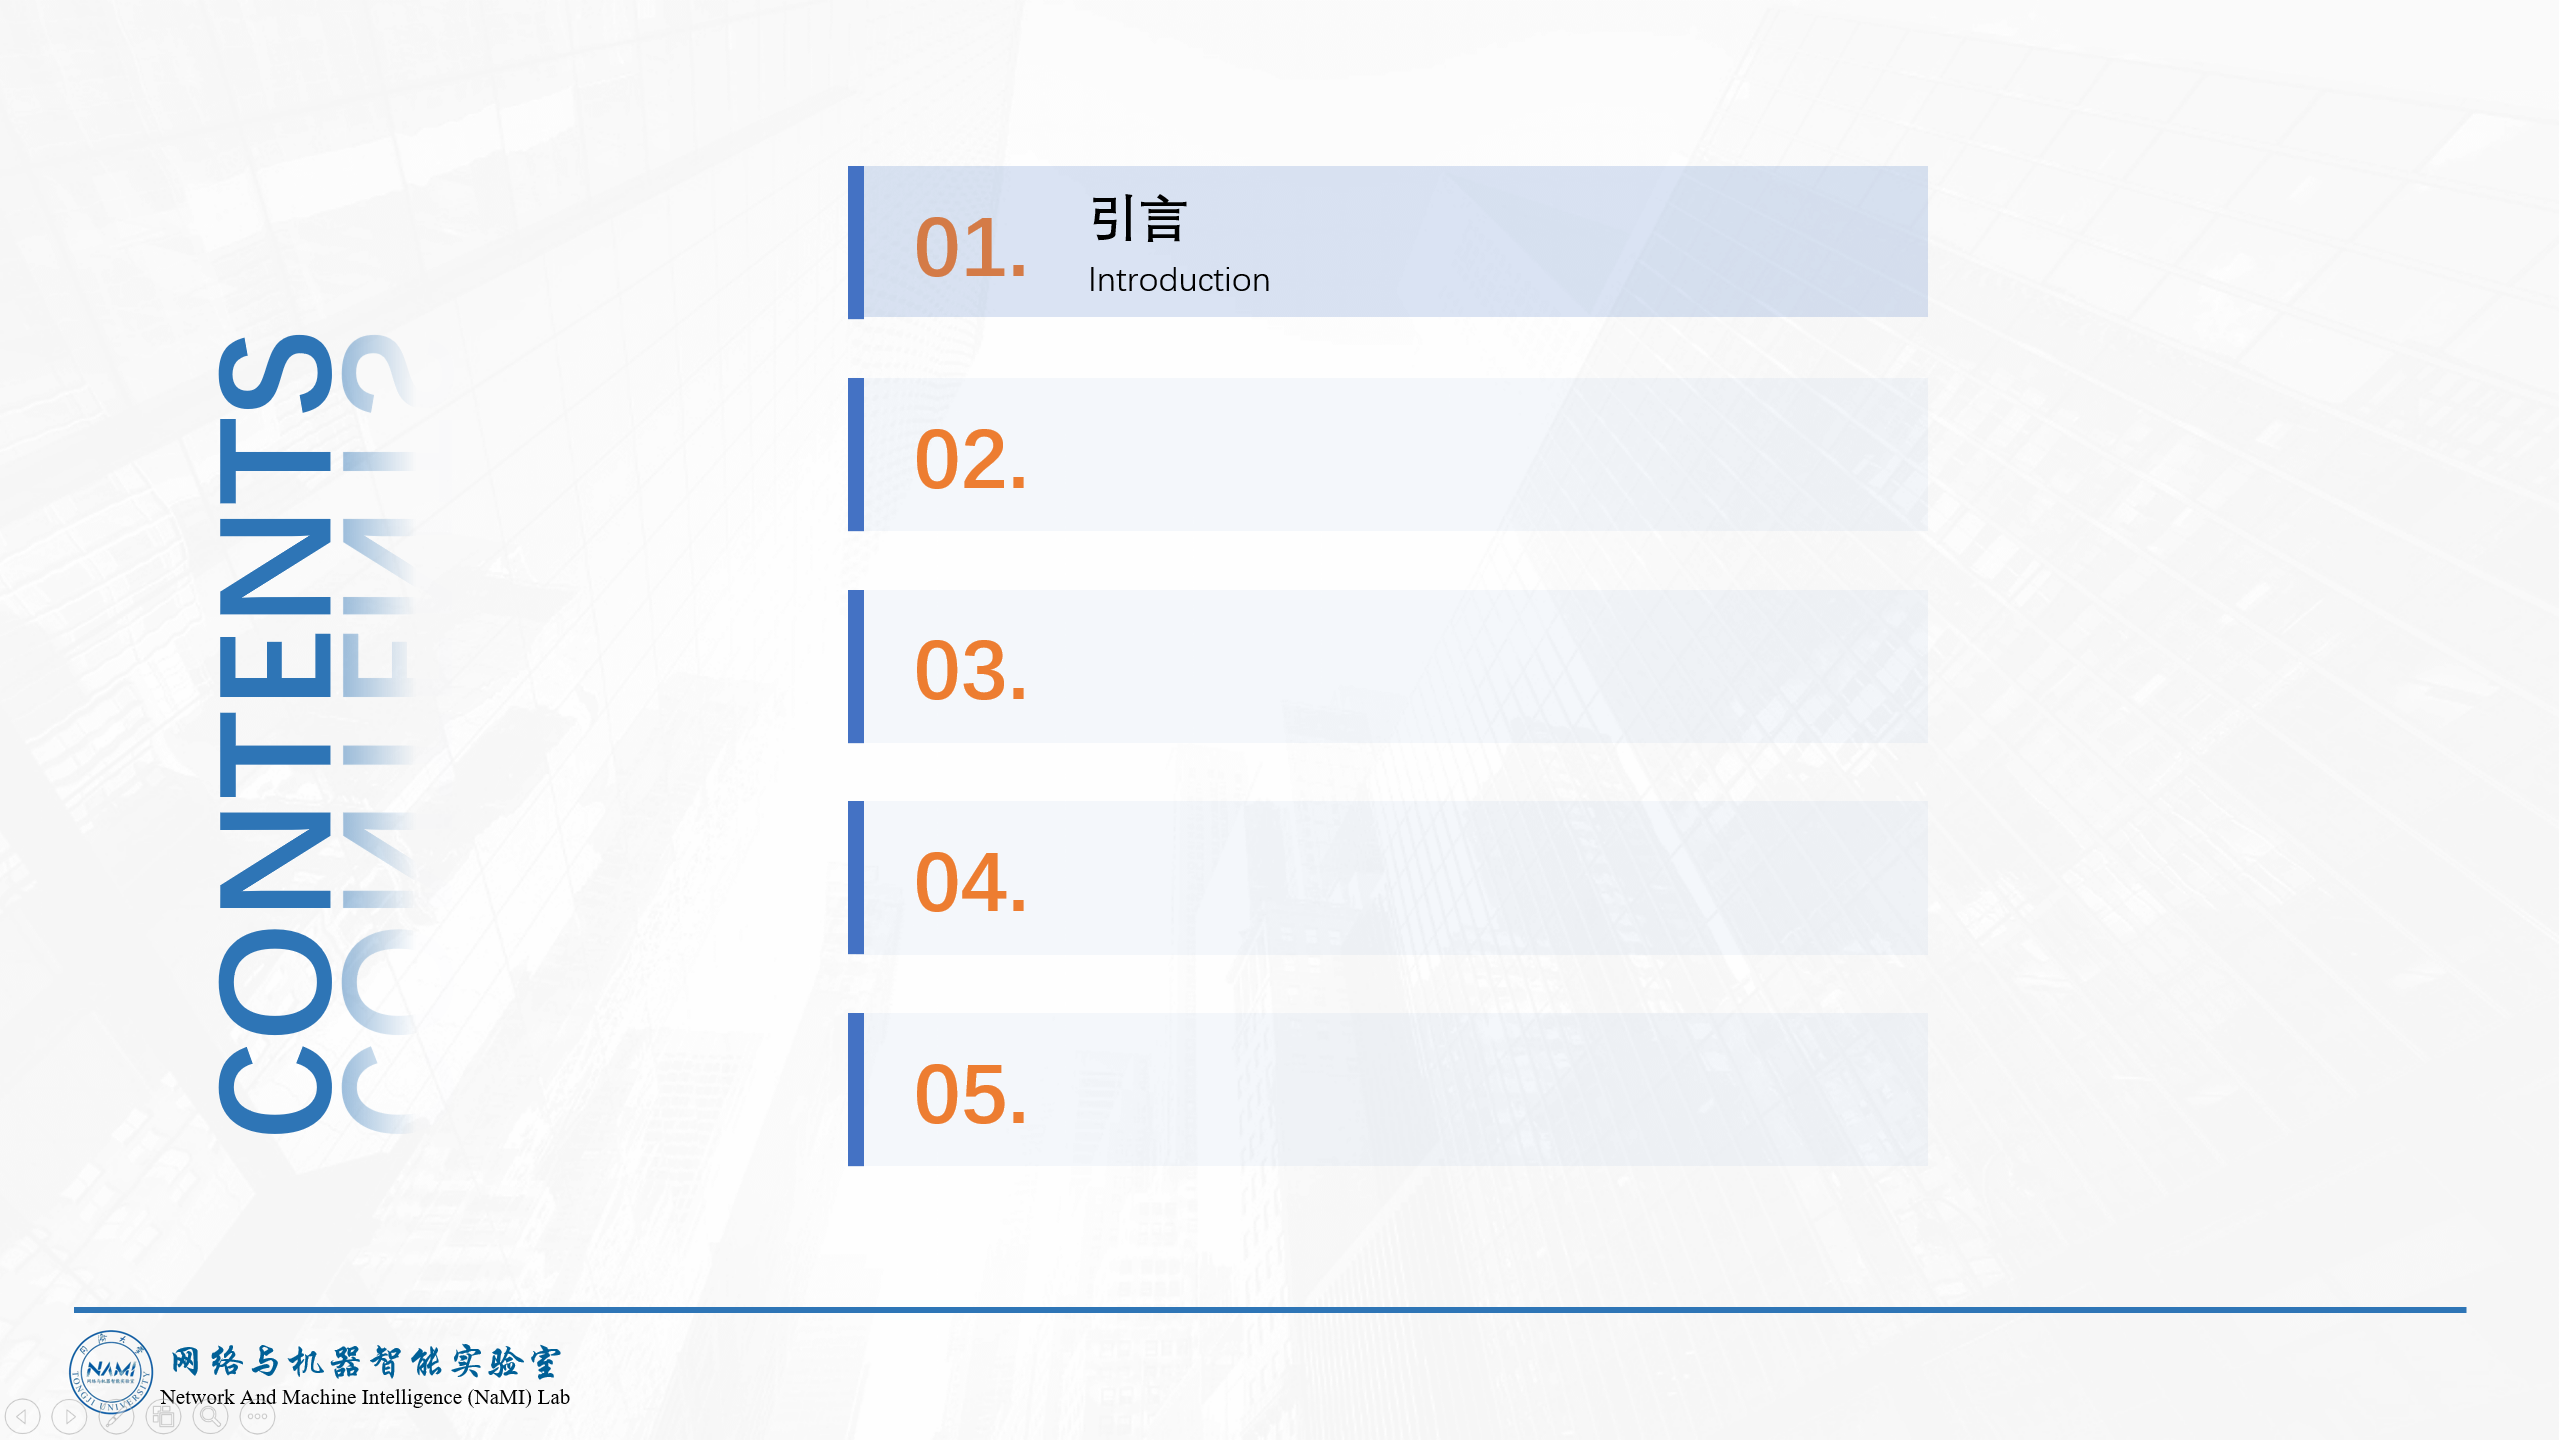 CONTENTS
01.
引言
Introduction
02.
03.
04.
05.
NAMI
TONGJI UNIVERSITY
网络与机器智能实验室
Network And Machine Intelligence (NaMI) Lab